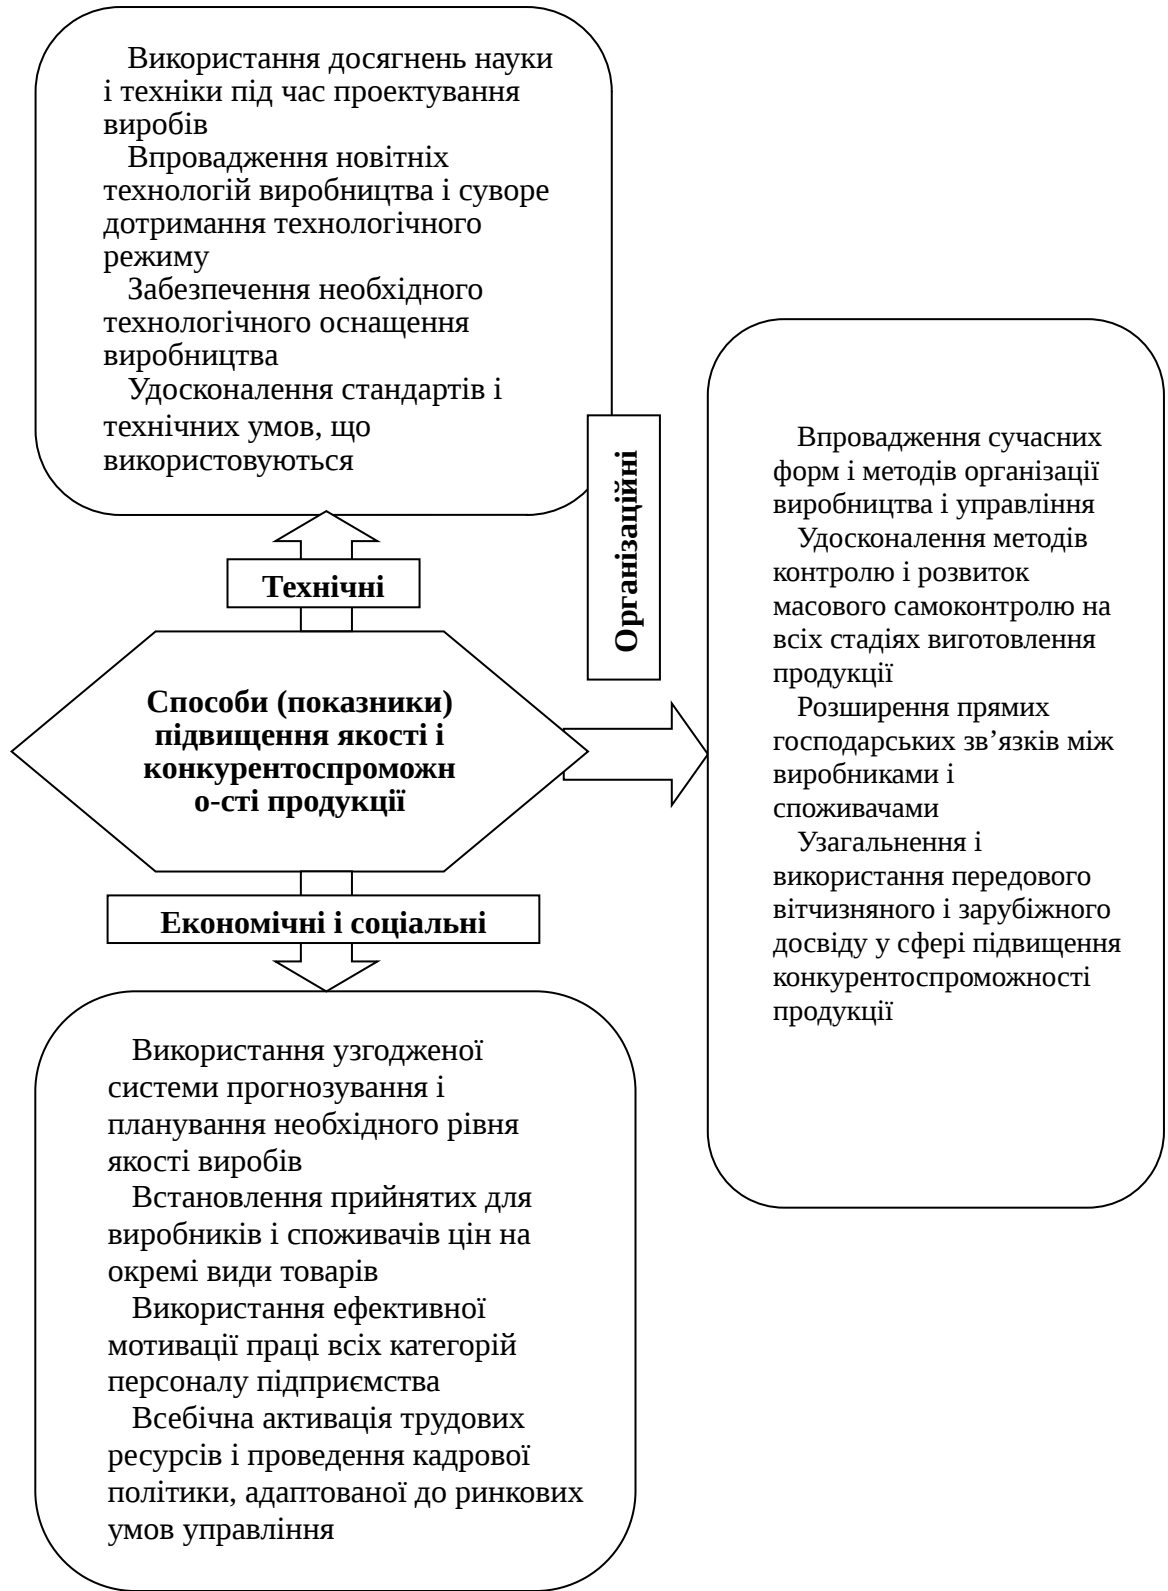 Використання досягнень науки
і техніки під час проектування
виробів
Впровадження новітніх
технологій виробництва і суворе
дотримання технологічного
режиму
Забезпечення необхідного
технологічного оснащення
виробництва
Удосконалення стандартів і
технічних умов, що
використовуються
Технічні
Організаційні
Способи (показники)
підвищення якості і
конкурентоспроможн
о-сті продукції
Впровадження сучасних
форм і методів організації
виробництва і управління
Удосконалення методів
контролю і розвиток
масового самоконтролю на
всіх стадіях виготовлення
продукції
Розширення прямих
господарських зв’язків між
виробниками і
споживачами
Узагальнення і
використання передового
вітчизняного і зарубіжного
досвіду у сфері підвищення
конкурентоспроможності
продукції
Економічні і соціальні
Використання узгодженої
системи прогнозування і
планування необхідного рівня
якості виробів
Встановлення прийнятих для
виробників і споживачів цін на
окремі види товарів
Використання ефективної
мотивації праці всіх категорій
персоналу підприємства
Всебічна активація трудових
ресурсів і проведення кадрової
політики, адаптованої до ринкових
умов управління